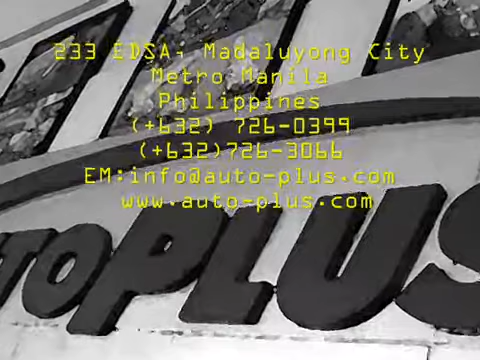 233 EDSA, Madaluyong City
Metro Manila
Philippines
(+632) 726-0399
(+632)726-3066
EM:info@auto-plus.com
www.auto-plus.com
TOPLUS